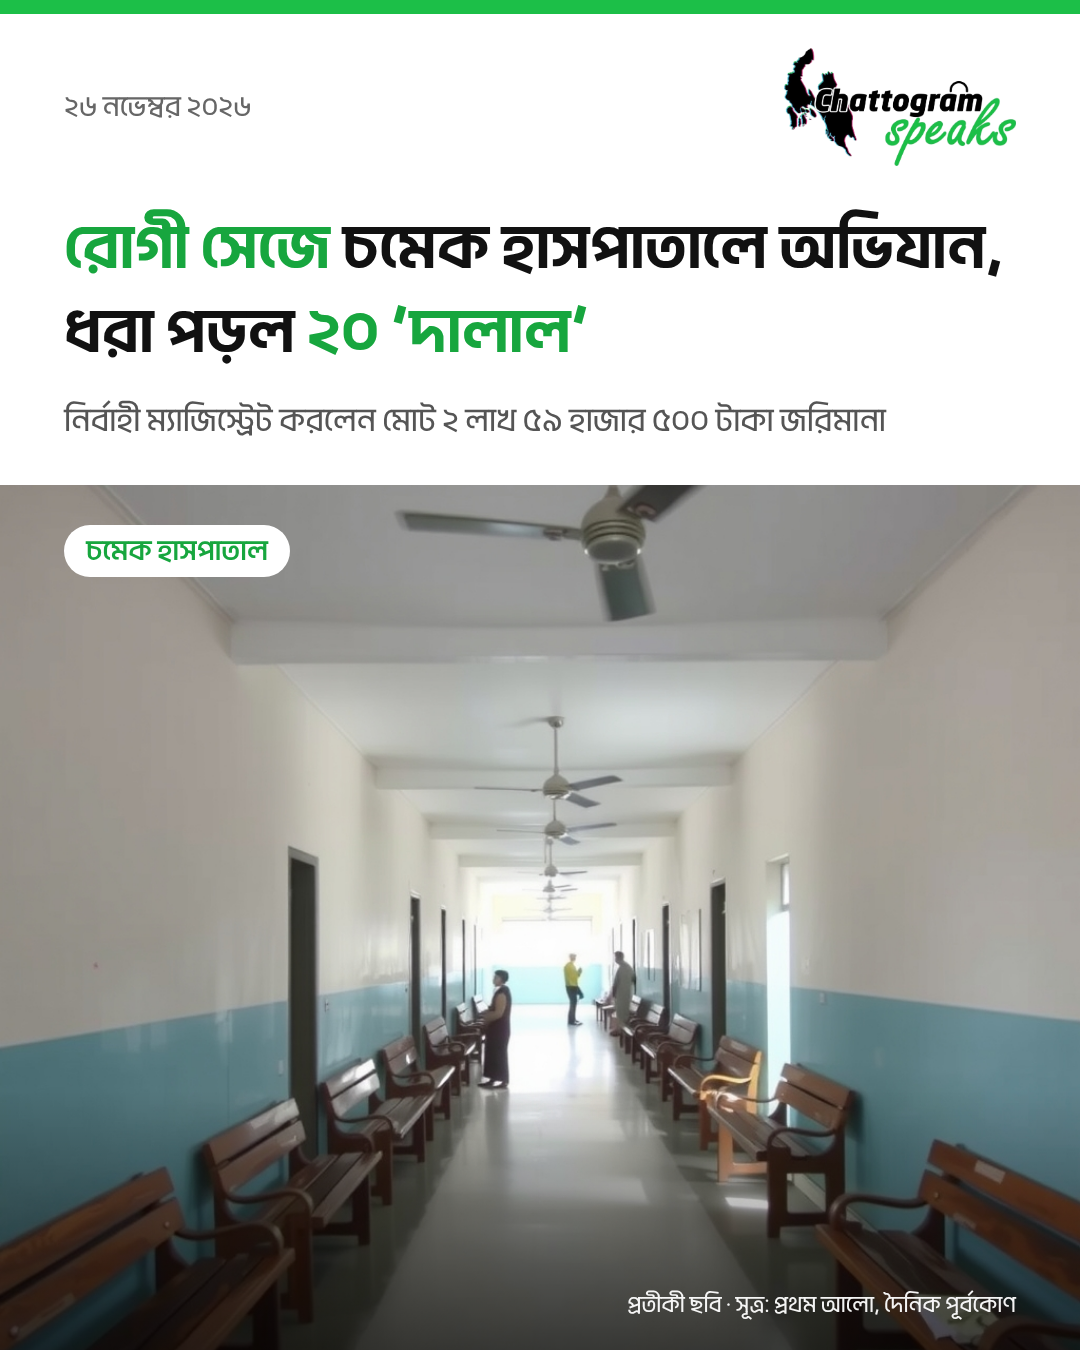 ২৬ নভেম্বর ২০২৬
Chattogram
speaks
রোগী সেজে চমেক হাসপাতালে অভিযান,
ধরা পড়ল ২০ ‘দালাল‘
নির্বাহী ম্যাজিস্ট্রেট করলেন মোট ২ লাখ ৫৯ হাজার ৫০০ টাকা জরিমানা
চমেক হাসপাতাল
প্রতীকী ছবি · সূত্র: প্রথম আলো, দৈনিক পূর্বকোণ